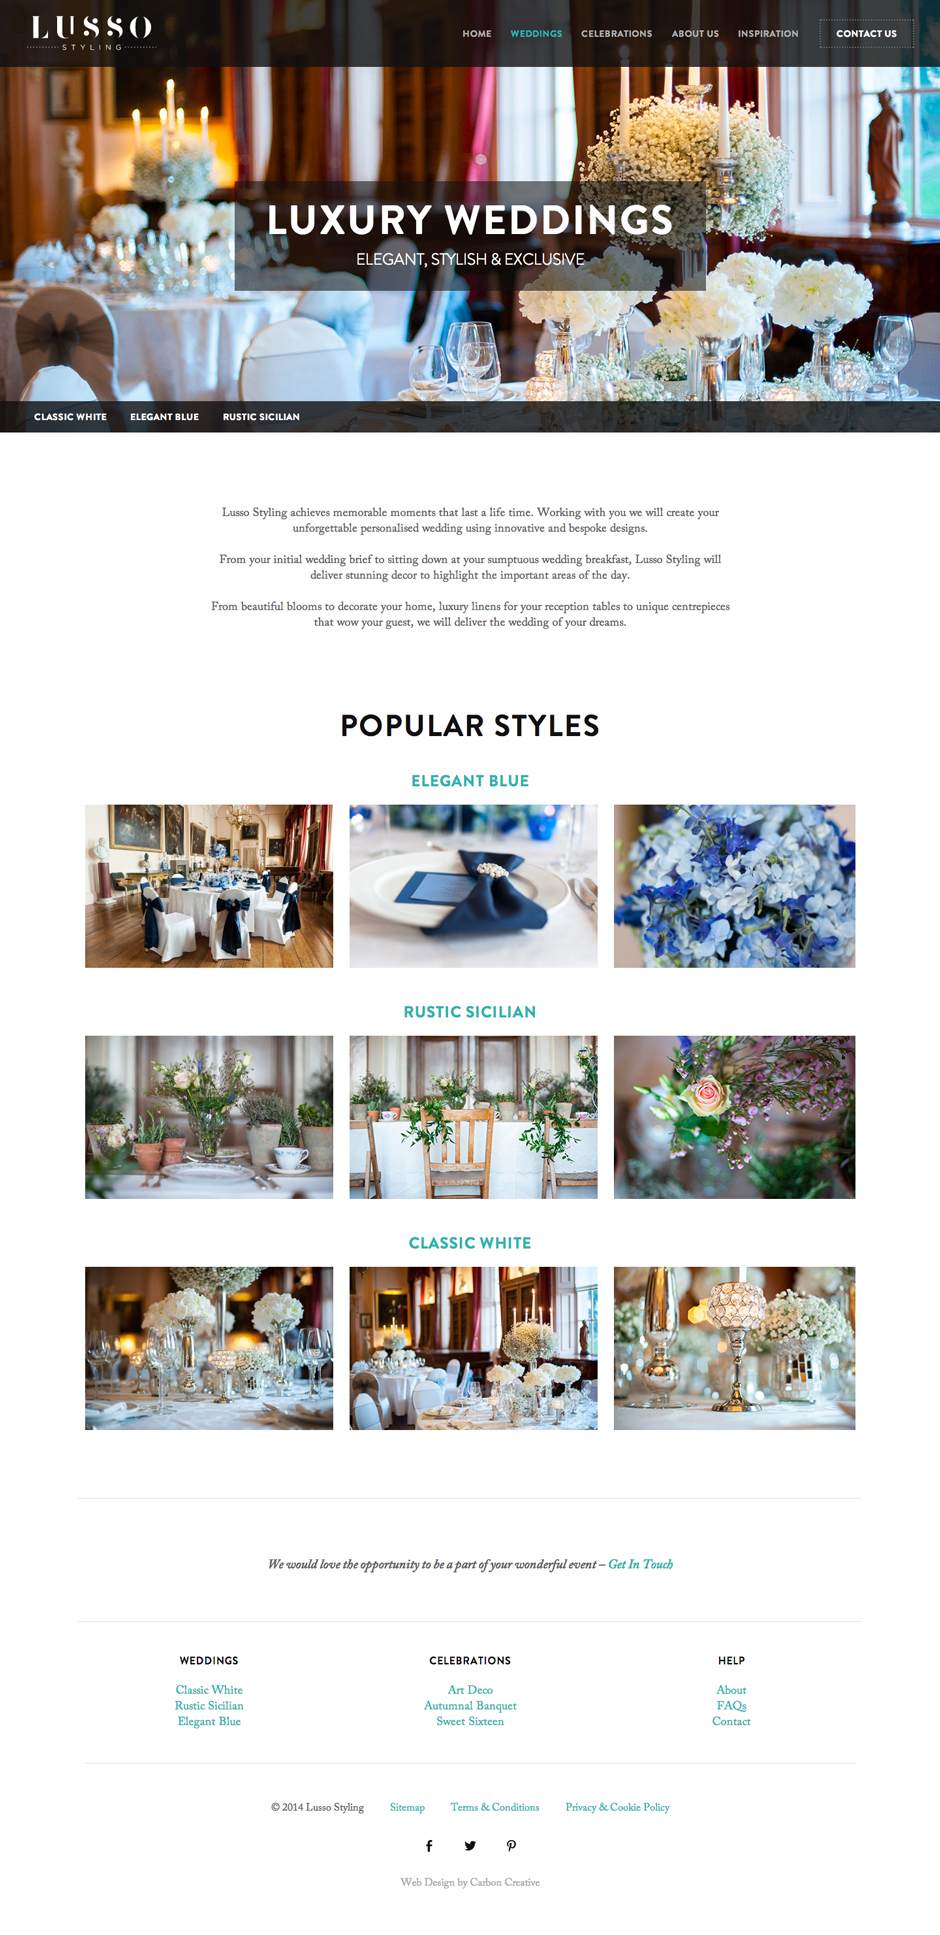 LUSSO
STYLING
HOME WEDDINGS CELEBRATIONS ABOUT US INSPIRATION CONTACT US
LUXURY WEDDINGS
ELEGANT, STYLISH & EXCLUSIVE
CLASSIC WHITE ELEGANT BLUE RUSTIC SICILIAN
Lusso Styling achieves memorable moments that last a life time. Working with you we will create your
unforgettable personalised wedding using innovative and bespoke designs.
From your initial wedding brief to sitting down at your sumptuous wedding breakfast, Lusso Styling will
deliver stunning decor to highlight the important areas of the day.
From beautiful blooms to decorate your home, luxury linens for your reception tables to unique centrepieces
that wow your guest, we will deliver the wedding of your dreams.
POPULAR STYLES
ELEGANT BLUE
RUSTIC SICILIAN
CLASSIC WHITE
We would love the opportunity to be a part of your wonderful event – Get In Touch
WEDDINGS
Classic White
Rustic Sicilian
Elegant Blue
CELEBRATIONS
Art Deco
Autumnal Banquet
Sweet Sixteen
HELP
About
FAQs
Contact
© 2014 Lusso Styling Sitemap Terms & Conditions Privacy & Cookie Policy
Web Design by Carbon Creative